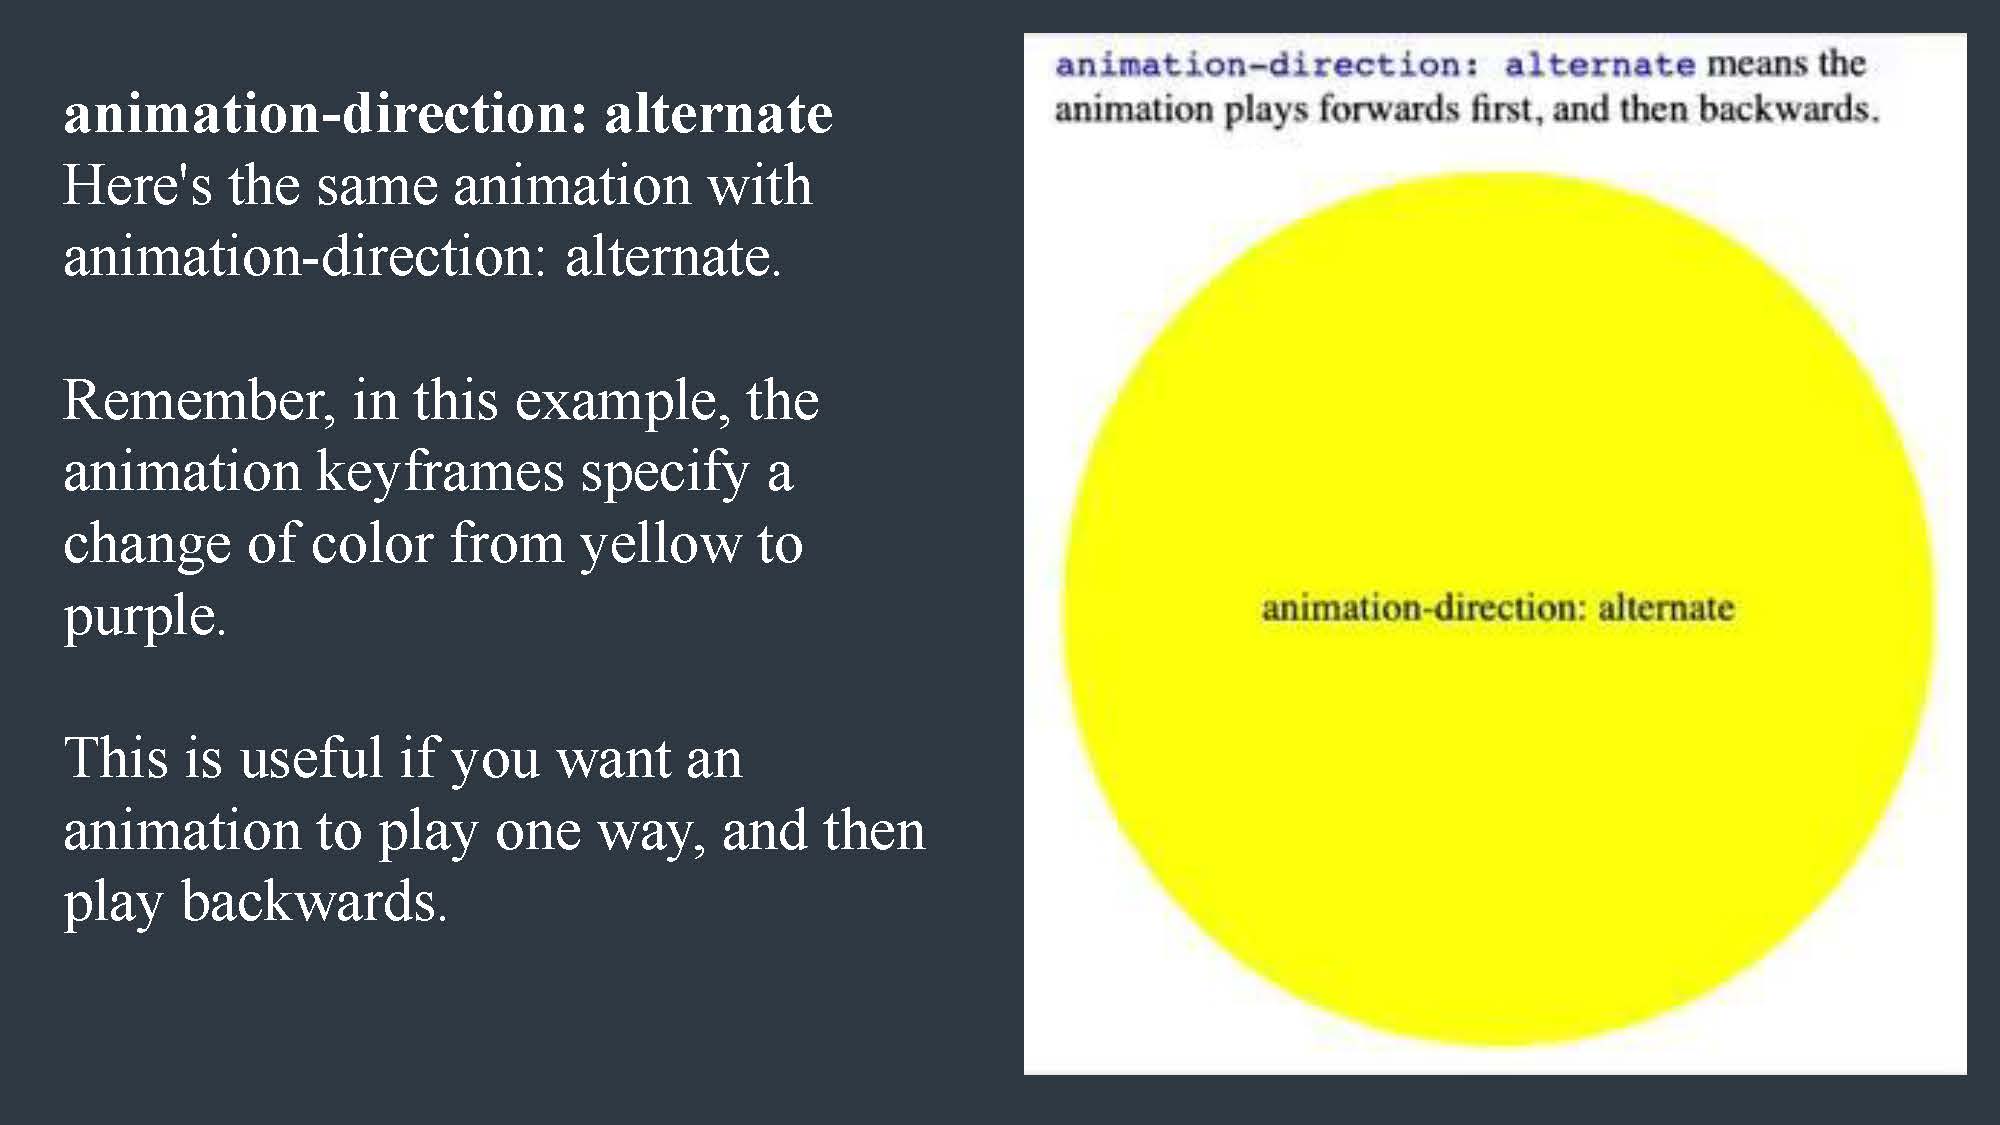 animation-direction: alternate
Here's the same animation with
animation-direction: alternate.
Remember, in this example, the
animation keyframes specify a
change of color from yellow to
purple.
This is useful if you want an
animation to play one way, and then
play backwards.
animation-direction: alternate means the
animation plays forwards first, and then backwards.
animation-direction: alternate